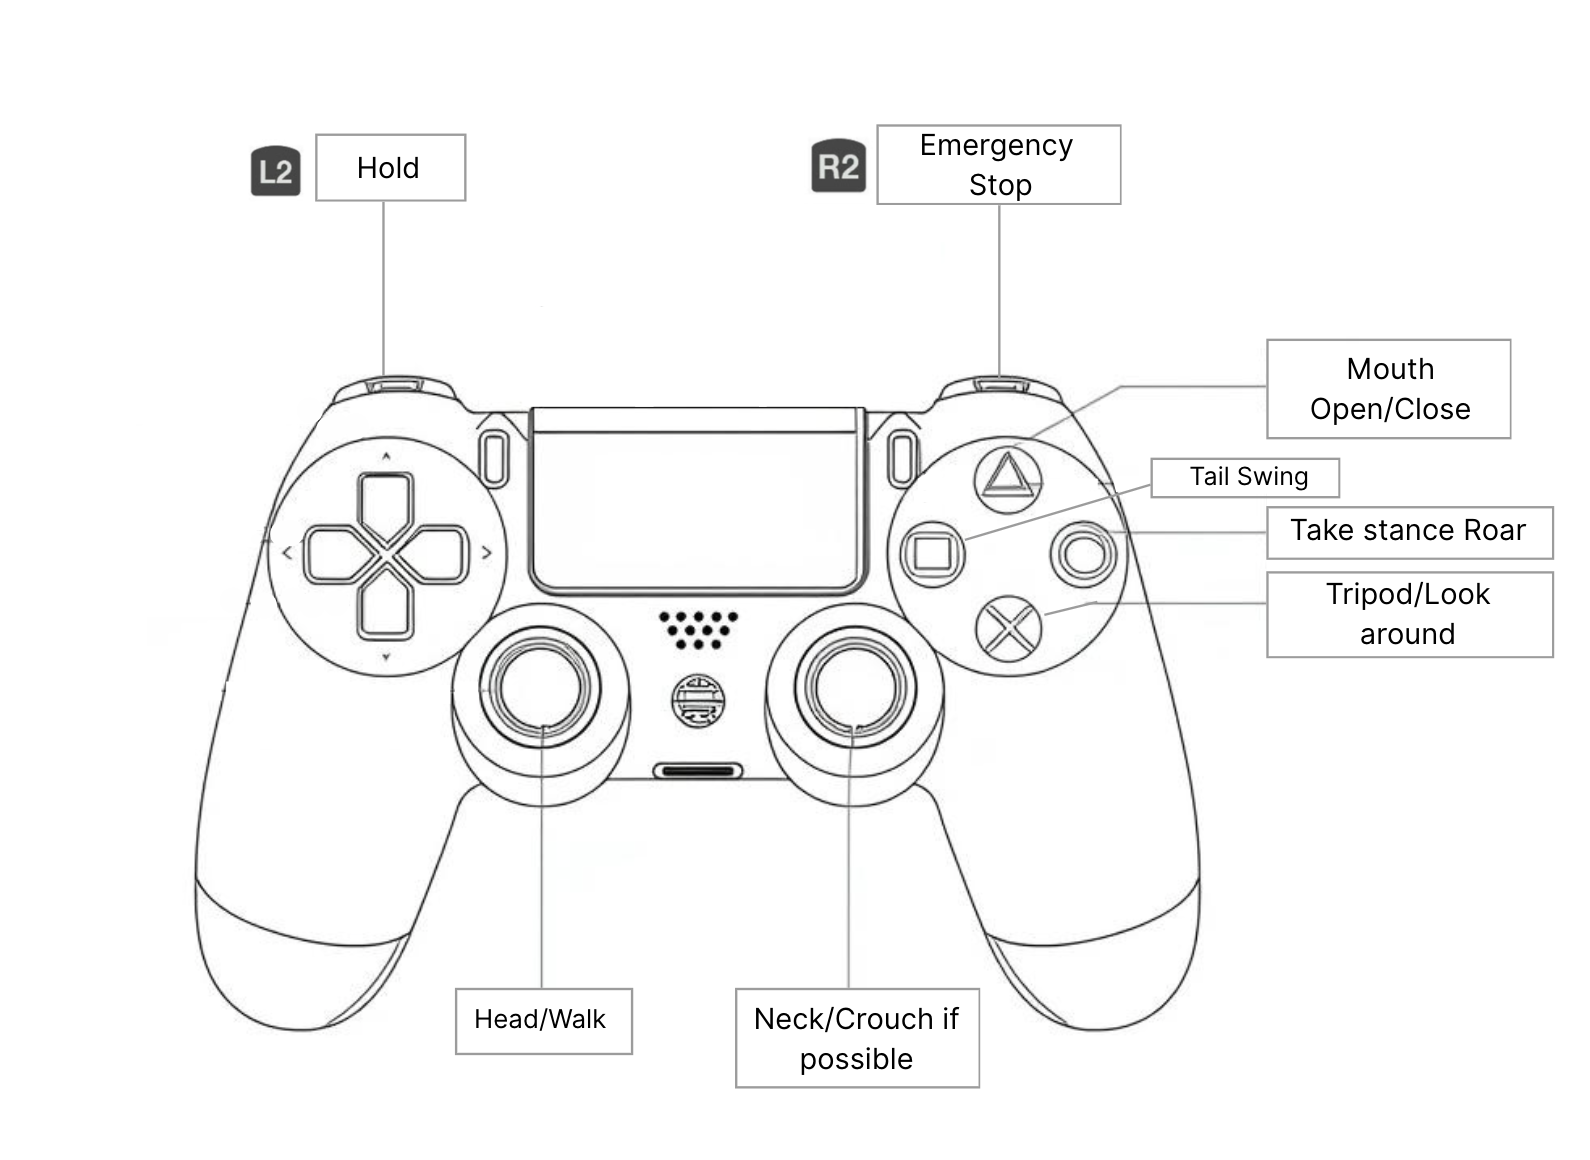 L2
Hold
R2
Emergency
Stop
Mouth
Open/Close
Tail Swing
Take stance Roar
Tripod/Look
around
Head/Walk
Neck/Crouch if
possible